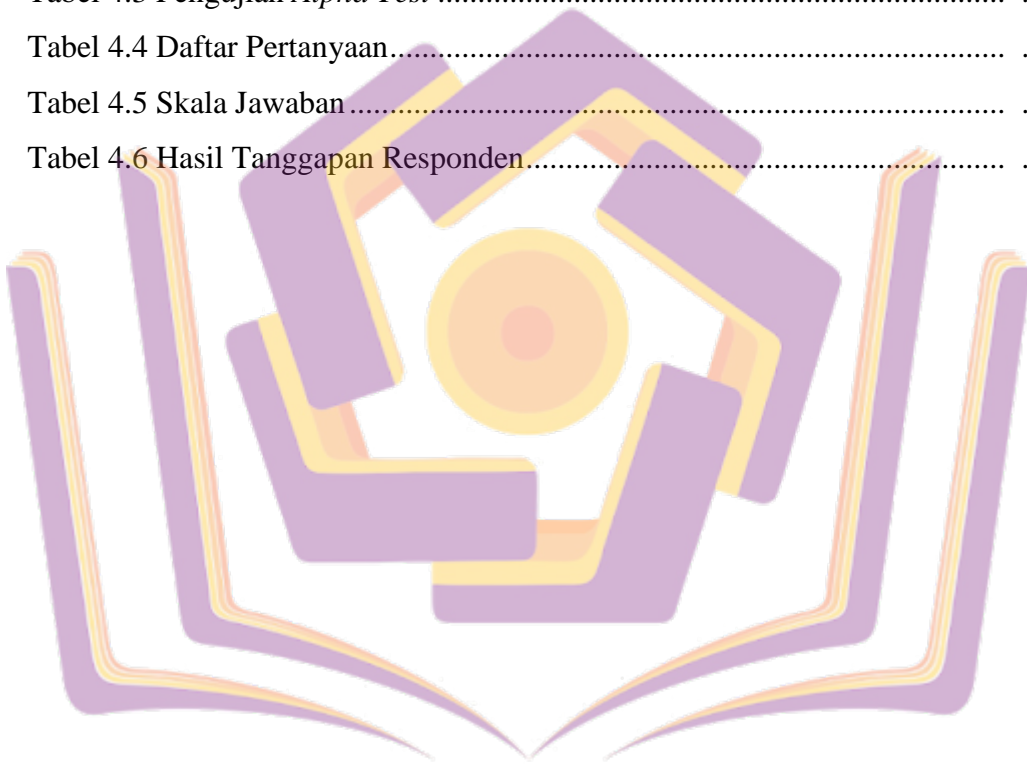 Tabel 4.3 Pengujian Alpha Test ........................................................................ .
Tabel 4.4 Daftar Pertanyaan.............................................................................. .
Tabel 4.5 Skala Jawaban ................................................................................... .
Tabel 4.6 Hasil Tanggapan Responden............................................................. .